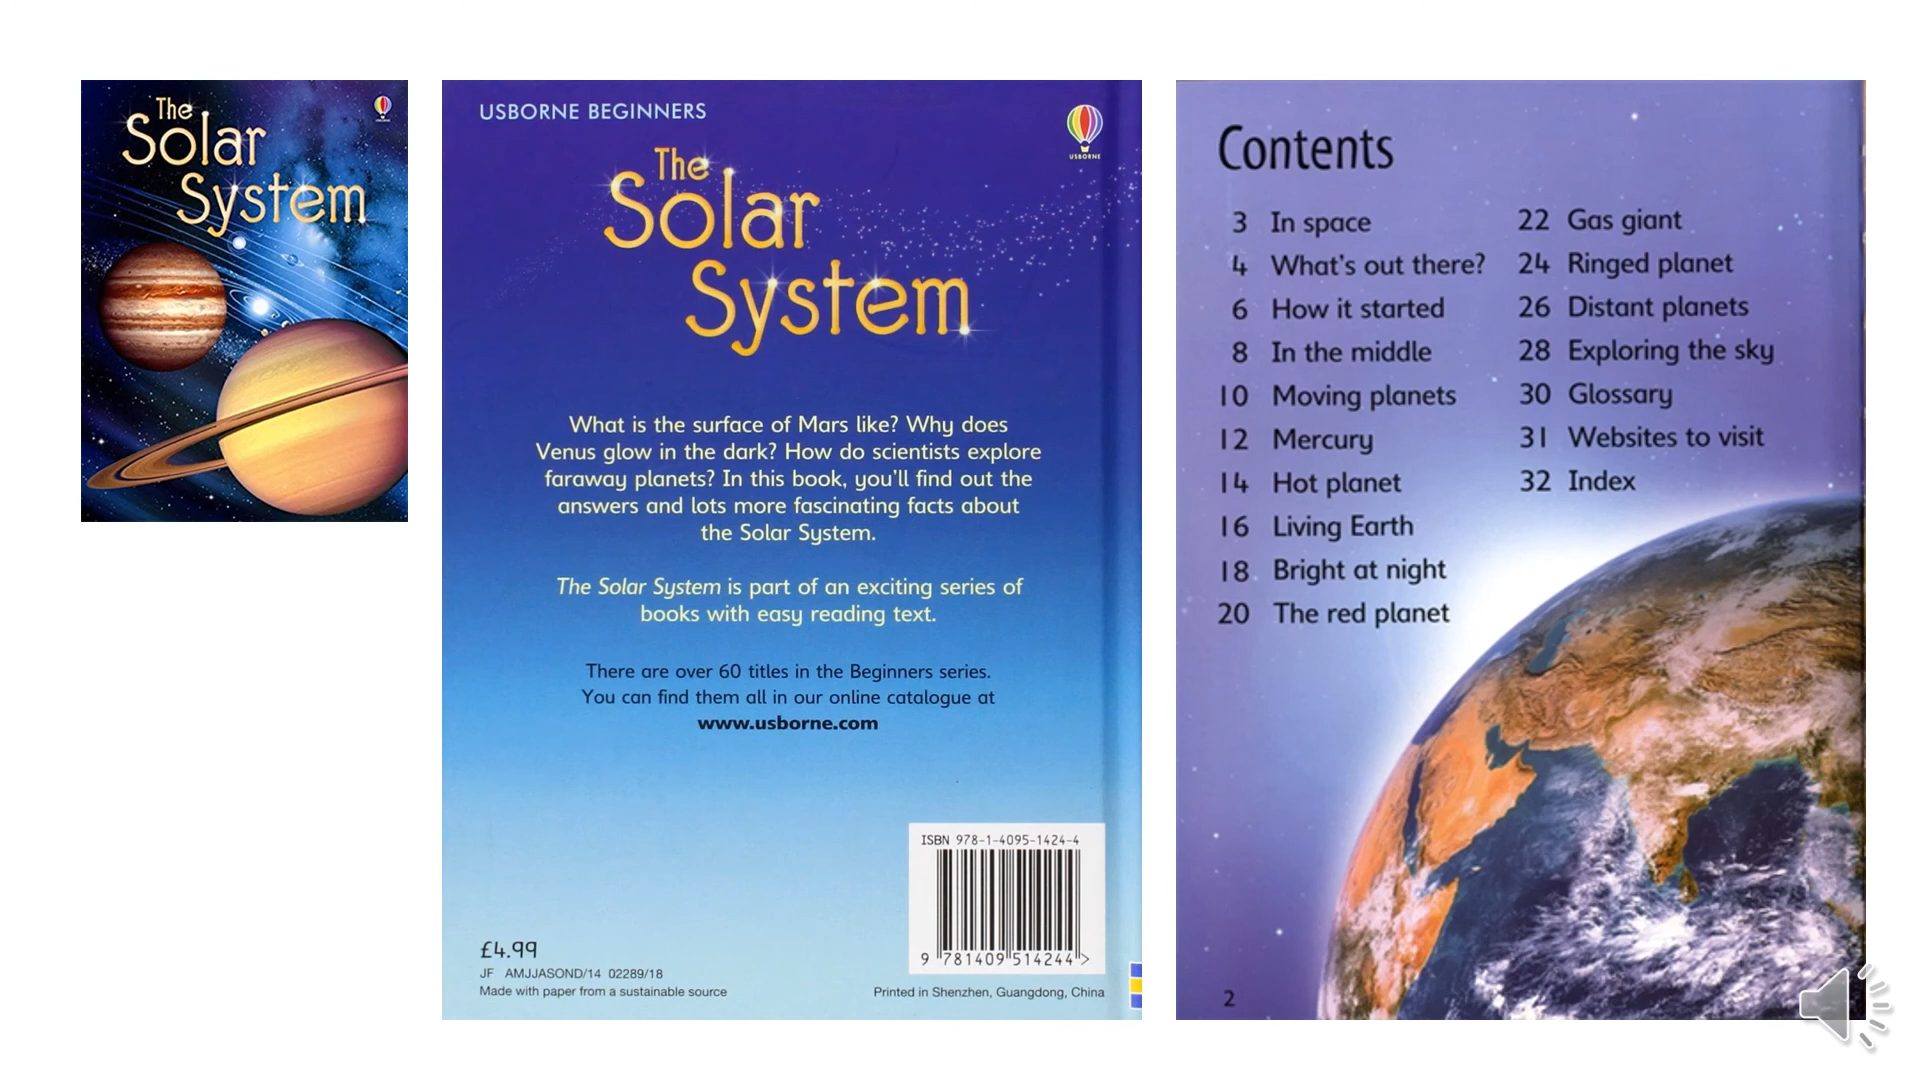 The
Solar
System
USBORNE BEGINNERS
USBORNE
The
Solar
System
What is the surface of Mars like? Why does
Venus glow in the dark? How do scientists explore
faraway planets? In this book, you'll find out the
answers and lots more fascinating facts about
the Solar System.
The Solar System is part of an exciting series of
books with easy reading text.
There are over 60 titles in the Beginners series.
You can find them all in our online catalogue at
www.usborne.com
ISBN 978-1-4095-1424-4
9 781409 514244 >
£4.99
JF AMJJASOND/14 02289/18
Made with paper from a sustainable source
Printed in Shenzhen, Guangdong, China
Contents
3 In space
4 What's out there?
6 How it started
8 In the middle
10 Moving planets
12 Mercury
14 Hot planet
16 Living Earth
18 Bright at night
20 The red planet
22 Gas giant
24 Ringed planet
26 Distant planets
28 Exploring the sky
30 Glossary
31 Websites to visit
32 Index
2